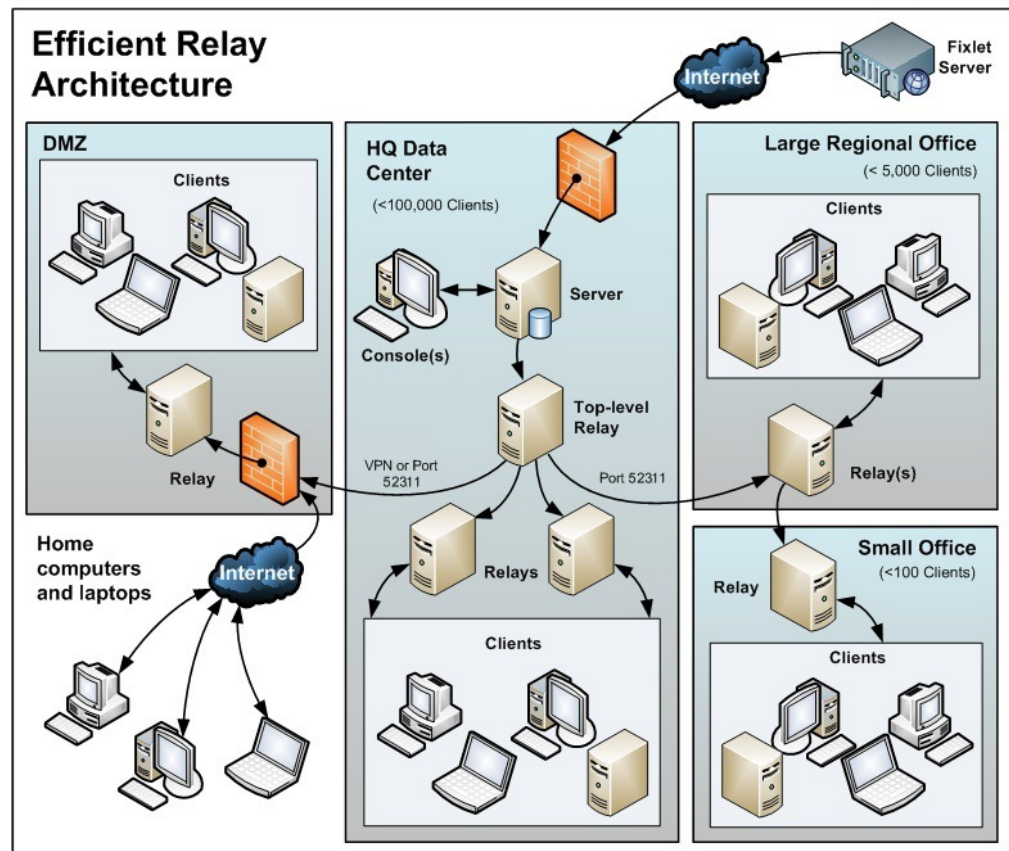 Efficient Relay
Architecture
Internet
Fixlet
Server
DMZ
Clients
Relay
HQ Data
Center
(<100,000 Clients)
Server
Console(s)
Top-level
Relay
VPN or Port
52311
Port 52311
Relays
Clients
Large Regional Office
(< 5,000 Clients)
Clients
Relay(s)
Home
computers
and laptops
Internet
Small Office
(<100 Clients)
Relay
Clients